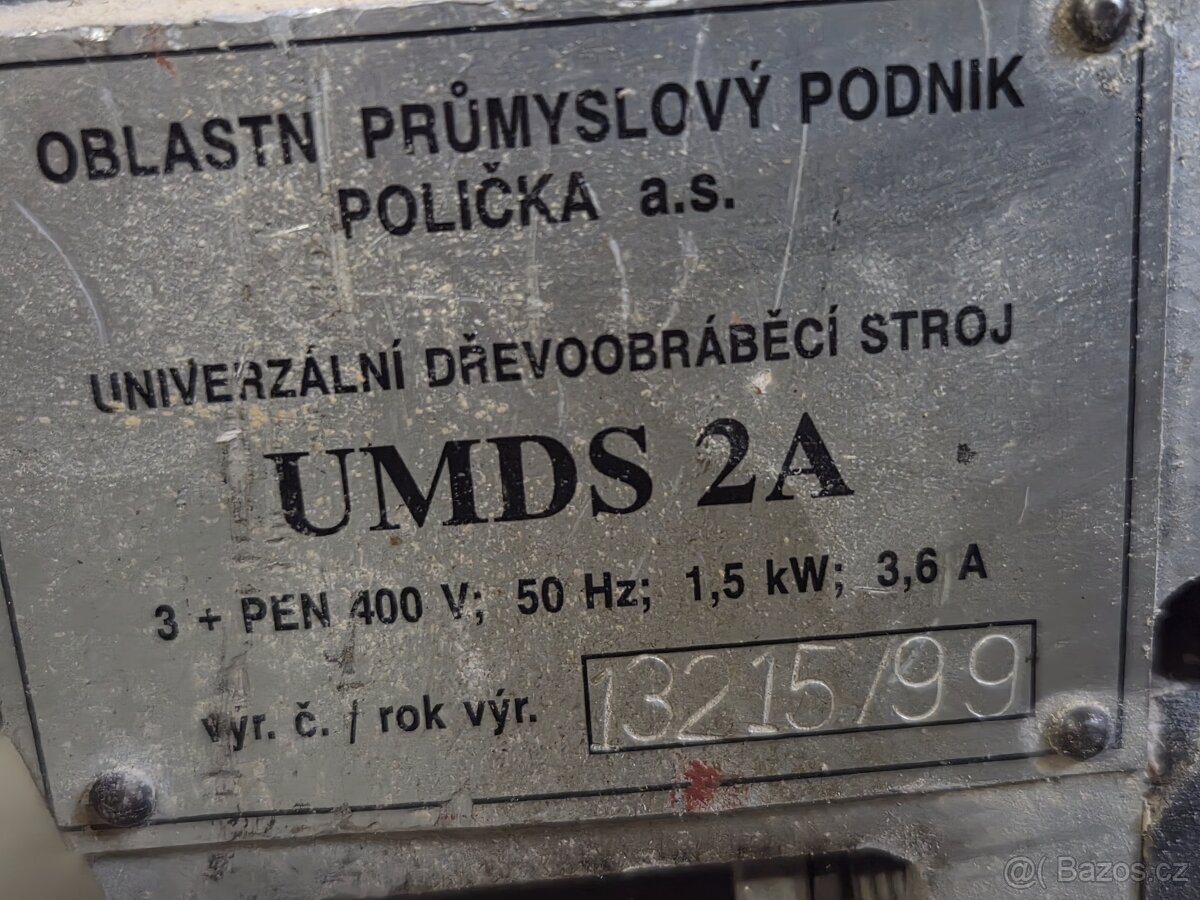 OBLASTN PRŮMYSLOVÝ PODNIK
POLIČKA a.s.
UNIVERZÁLNÍ DŘEVOOBRÁBĚCÍ STROJ
UMDS 2A
3 + PEN 400 V; 50 Hz; 1,5 kW; 3,6 A
vyr. č. / rok výr. 13215/99
@( Bazos.cz